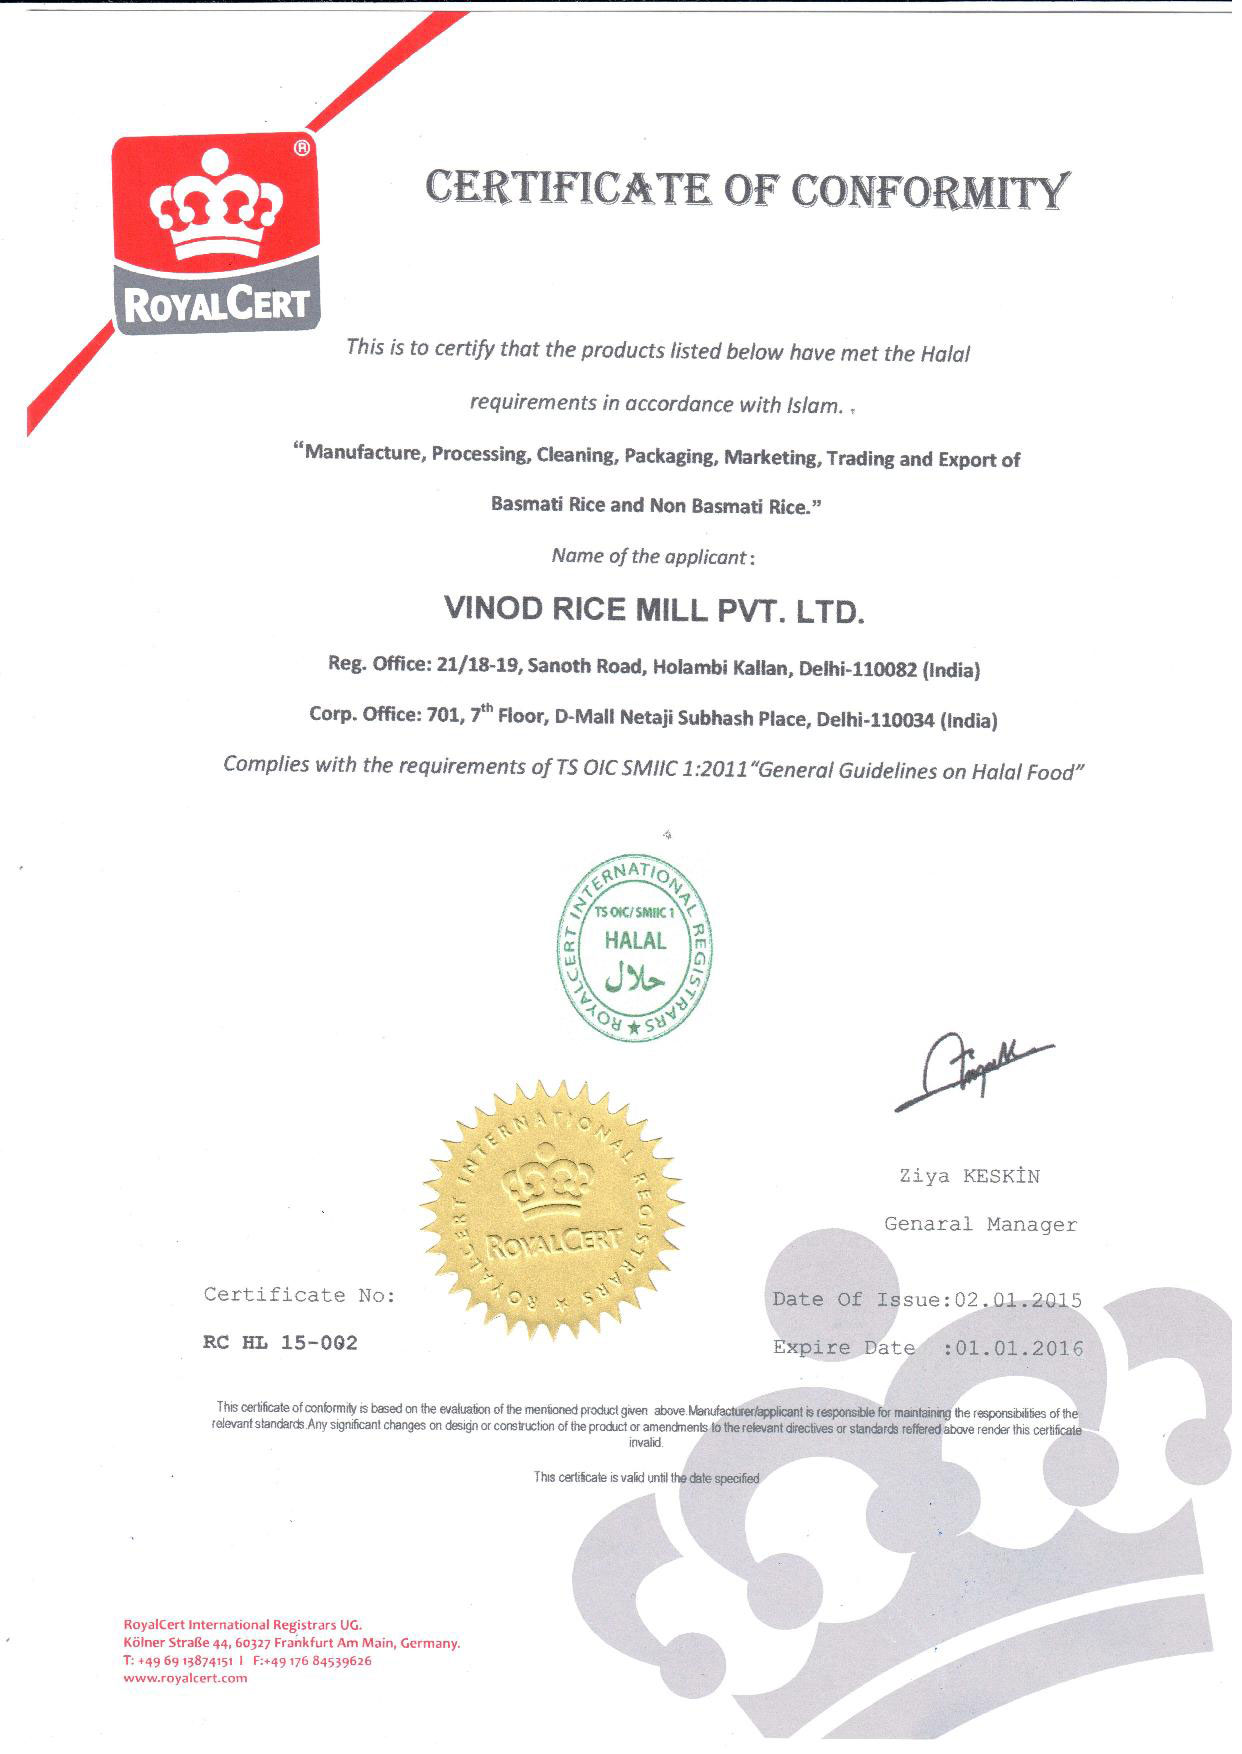 ®
ROYALCERT
CERTIFICATE OF CONFORMITY
This is to certify that the products listed below have met the Halal
requirements in accordance with Islam. .
“Manufacture, Processing, Cleaning, Packaging, Marketing, Trading and Export of
Basmati Rice and Non Basmati Rice.”
Name of the applicant:
VINOD RICE MILL PVT. LTD.
Reg. Office: 21/18-19, Sanoth Road, Holambi Kallan, Delhi-110082 (India)
Corp. Office: 701, 7th Floor, D-Mall Netaji Subhash Place, Delhi-110034 (India)
Complies with the requirements of TS OIC SMIIC 1:2011 “General Guidelines on Halal Food”
ROYALCERT INTERNATIONAL REGISTRARS ★
TS OIC/SMIIC 1
HALAL
حلال
Ziya KESKİN
Genaral Manager
ROYALCERT INTERNATIONAL REGISTRARS ★
ROYALCERT
Certificate No:
RC HL 15-002
Date Of Issue:02.01.2015
Expire Date :01.01.2016
This certificate of conformity is based on the evaluation of the mentioned product given above.Manufacturer/applicant is responsible for maintaining the responsibilities of the
relevant standards.Any significant changes on design or construction of the product or amendments to the relevant directives or standards reffered above render this certificate
invalid.
This certificate is valid until the date specified
RoyalCert International Registrars UG.
Kölner Straße 44, 60327 Frankfurt Am Main, Germany.
T: +49 69 13874151 I F:+49 176 84539626
www.royalcert.com